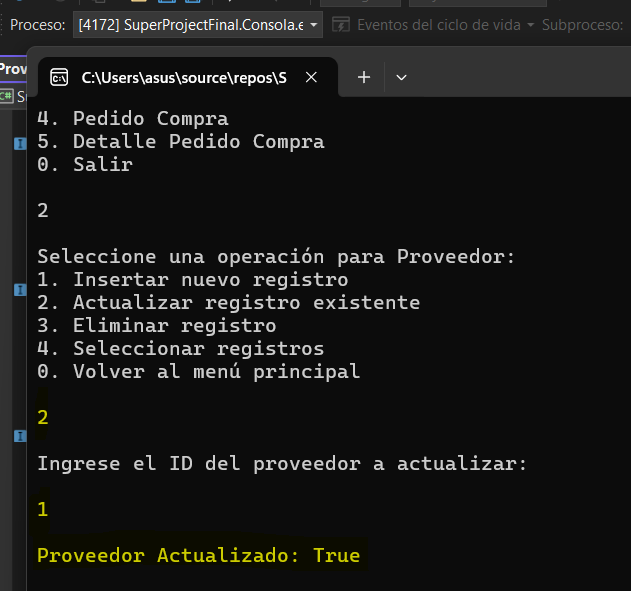 Proceso: [4172] SuperProjectFinal.Consola.e Eventos del ciclo de vida Subproceso:
Prov
C:\Users\asus\source\repos\S
C#
4. Pedido Compra
5. Detalle Pedido Compra
0. Salir
2
Seleccione una operación para Proveedor:
1. Insertar nuevo registro
2. Actualizar registro existente
3. Eliminar registro
4. Seleccionar registros
0. Volver al menú principal
2
Ingrese el ID del proveedor a actualizar:
1
Proveedor Actualizado: True